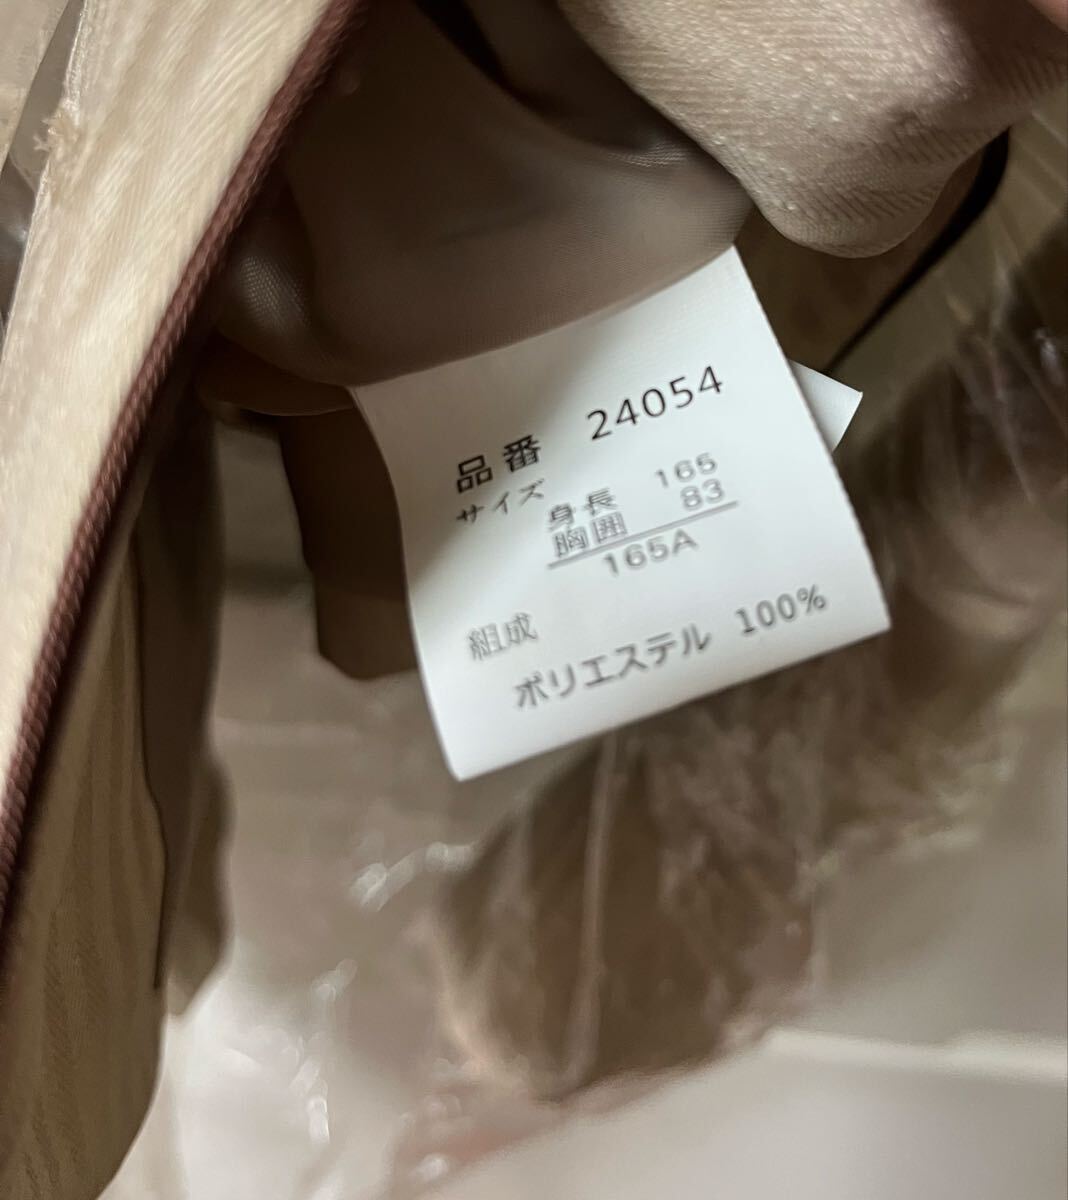 品番 24054
サイズ 身長 165
胸囲 83
165A
組成
ポリエステル 100%